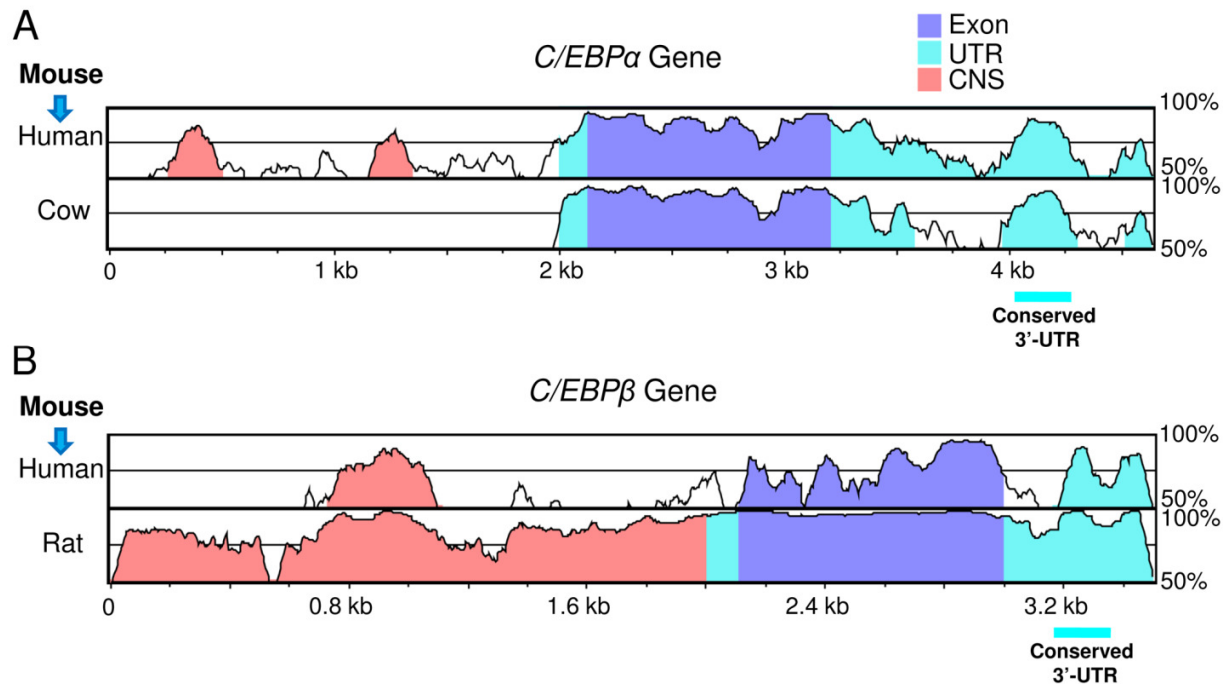 A
C/EBPα Gene
Exon
UTR
CNS
Mouse
Human
100%
50%
Cow
100%
50%
0 1 kb 2 kb 3 kb 4 kb
Conserved
3’-UTR
B
C/EBPβ Gene
Mouse
Human
100%
50%
Rat
100%
50%
0 0.8 kb 1.6 kb 2.4 kb 3.2 kb
Conserved
3’-UTR